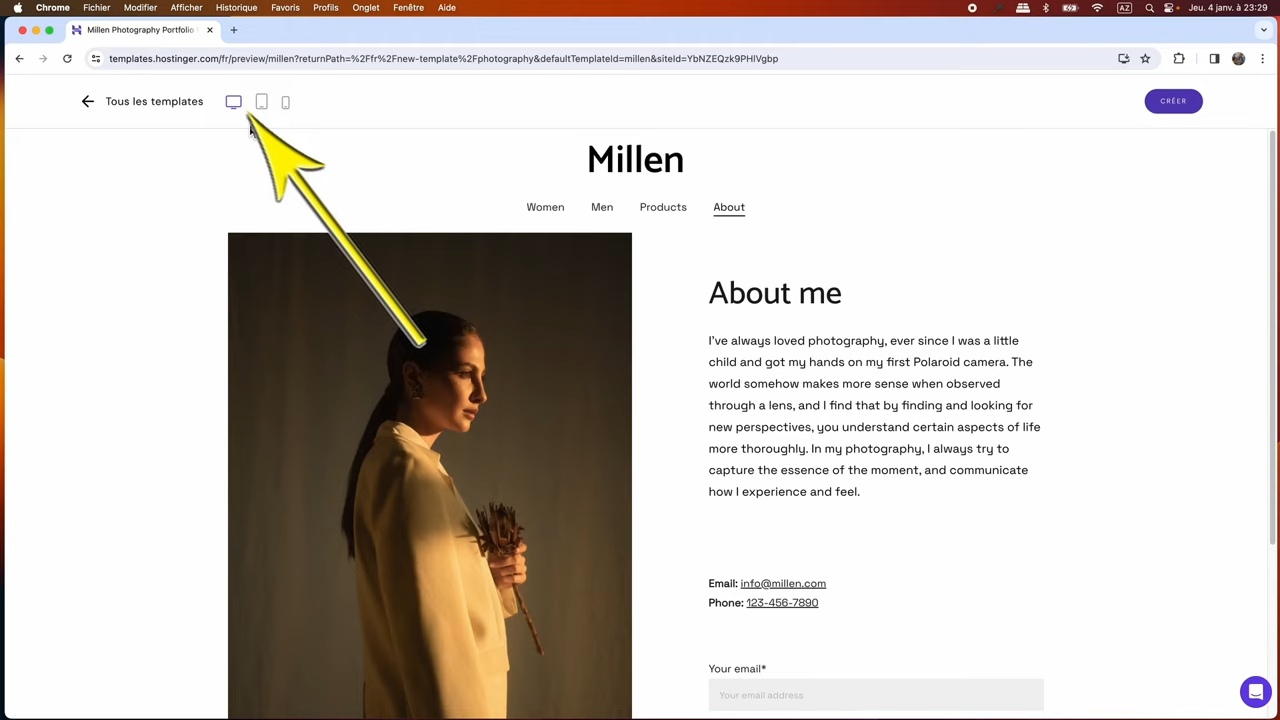 Chrome Fichier Modifier Afficher Historique Favoris Profils Onglet Fenêtre Aide AZ Jeu. 4 janv. à 23:29
Millen Photography Portfolio
templates.hostinger.com/fr/preview/millen?returnPath=%2Ffr%2Fnew-template%2Fphotography&defaultTemplateId=millen&siteId=YbNZEQzk9PHlVgbp
Tous les templates
CRÉER
Millen
Women Men Products About
About me
I've always loved photography, ever since I was a little
child and got my hands on my first Polaroid camera. The
world somehow makes more sense when observed
through a lens, and I find that by finding and looking for
new perspectives, you understand certain aspects of life
more thoroughly. In my photography, I always try to
capture the essence of the moment, and communicate
how I experience and feel.
Email: info@millen.com
Phone: 123-456-7890
Your email*
Your email address